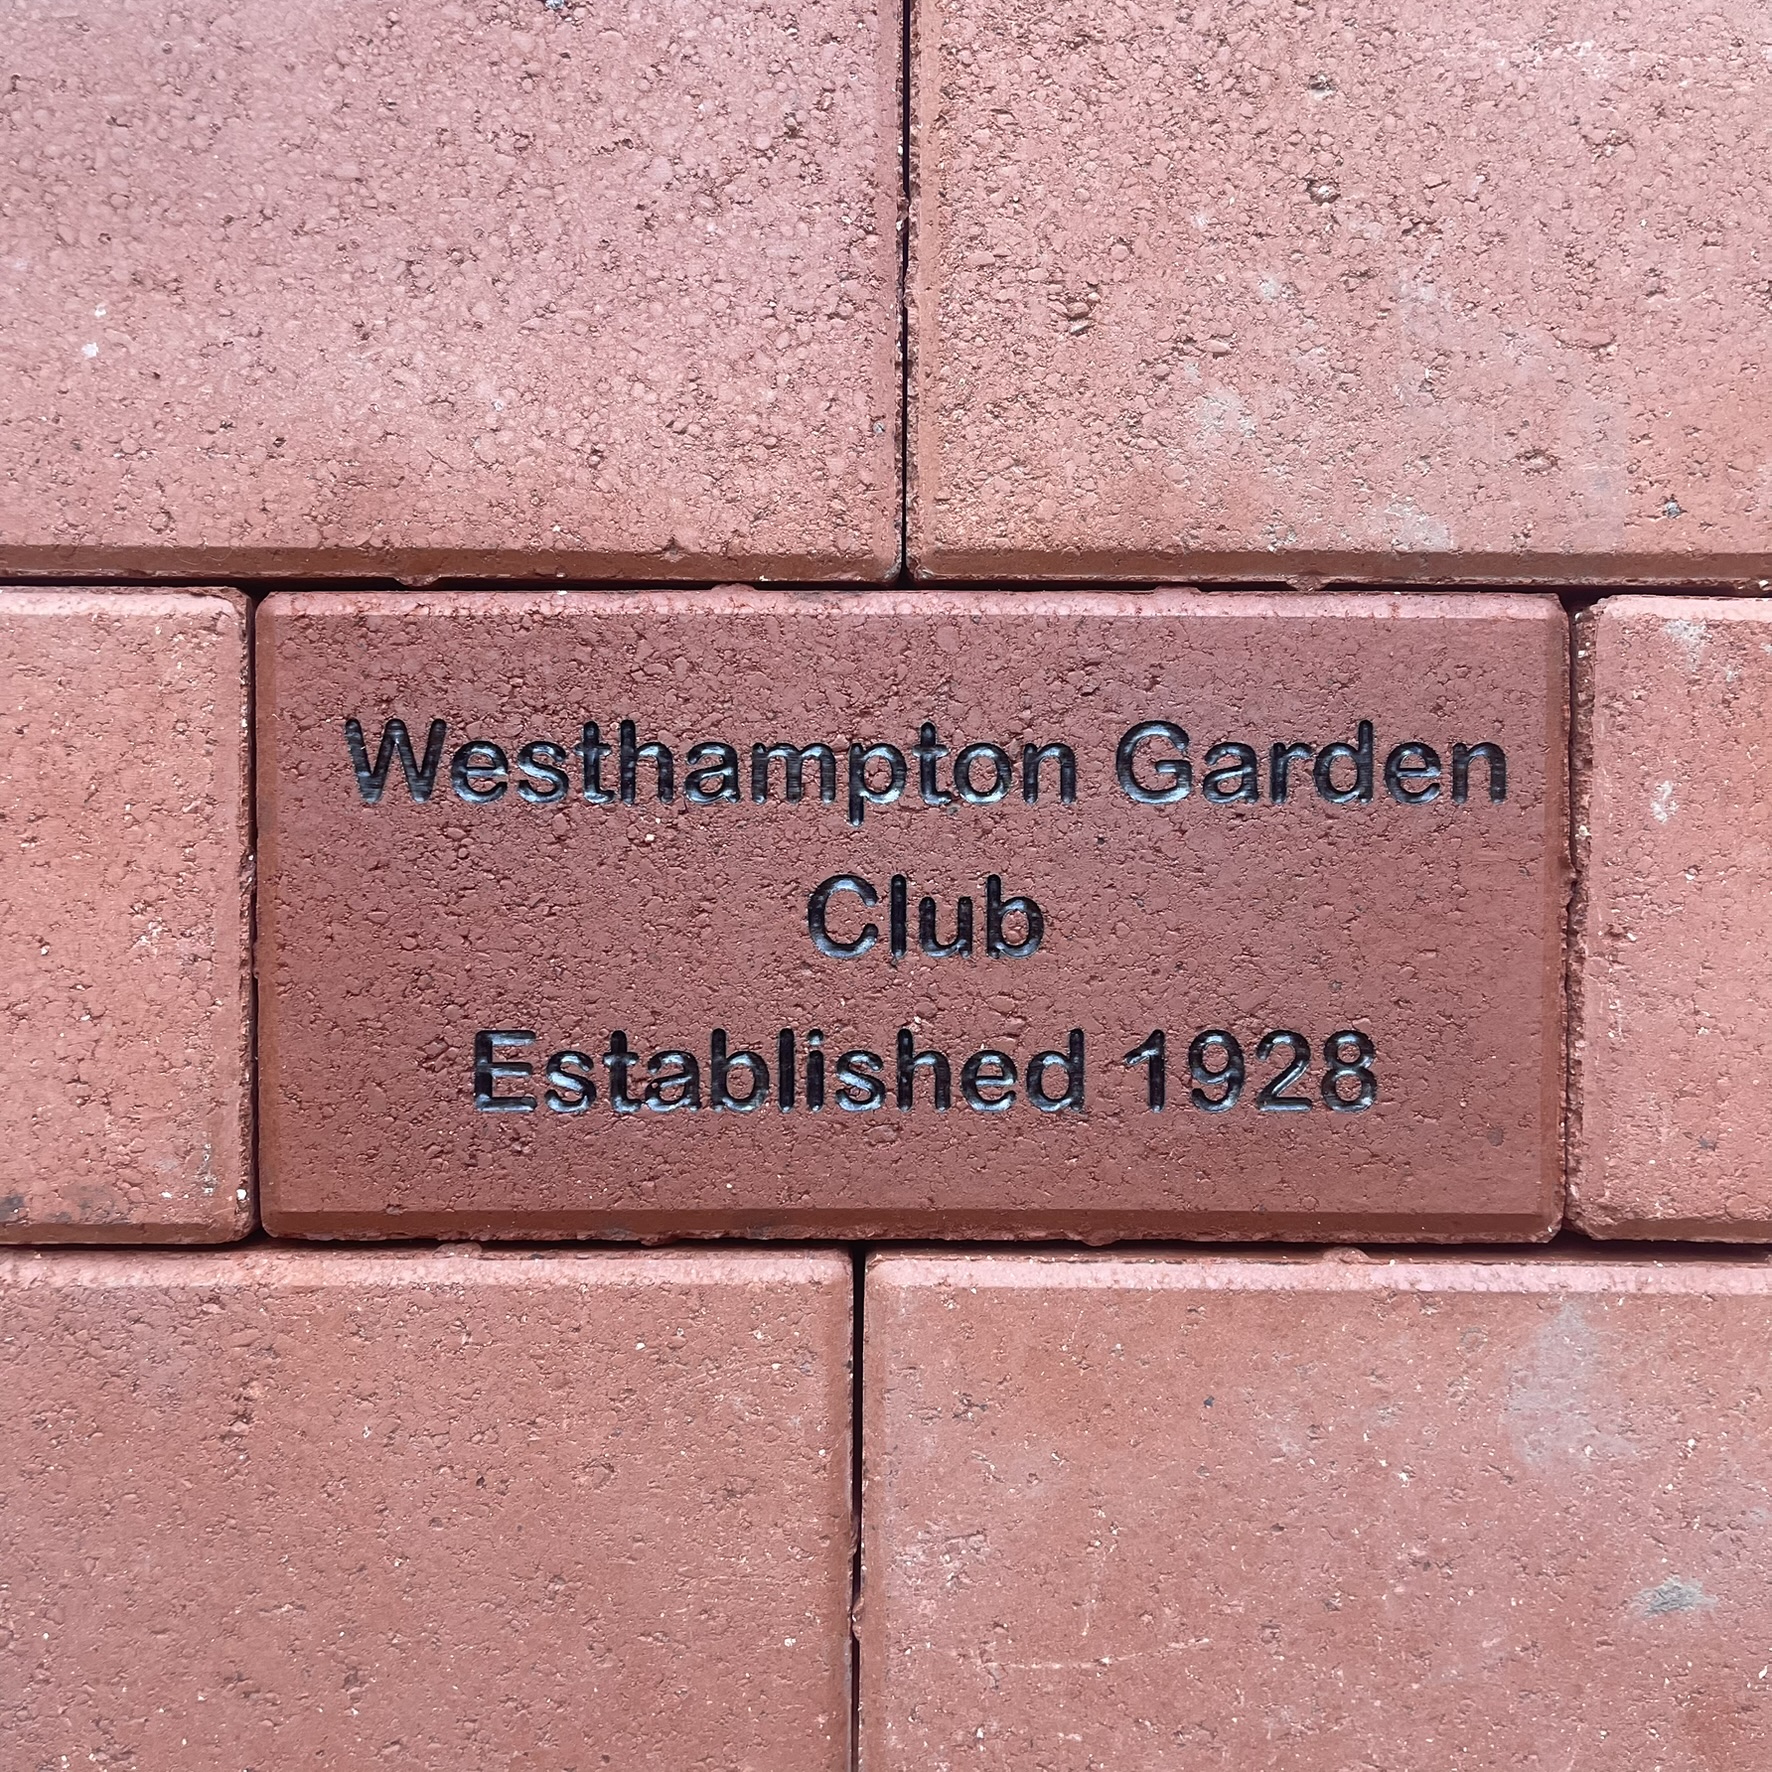 Westhampton Garden
Club
Established 1928